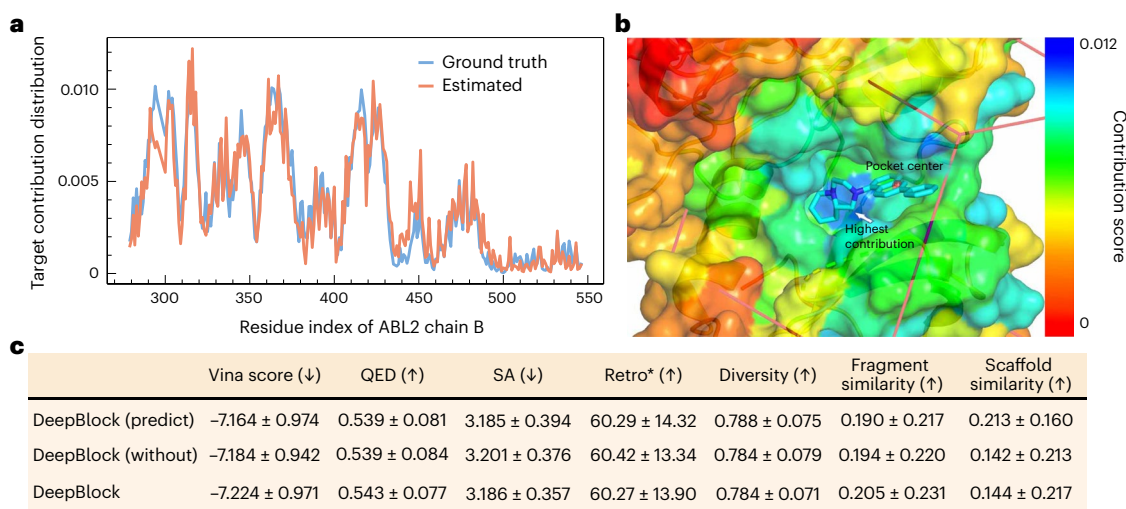 a
Target contribution distribution
0.010
0.005
0
Ground truth
Estimated
300 350 400 450 500 550
Residue index of ABL2 chain B
b
Pocket center
Highest
contribution
0.012
0
Contribution score
c
Vina score (↓) QED (↑) SA (↓) Retro* (↑) Diversity (↑) Fragment similarity (↑) Scaffold similarity (↑)
DeepBlock (predict) –7.164 ± 0.974 0.539 ± 0.081 3.185 ± 0.394 60.29 ± 14.32 0.788 ± 0.075 0.190 ± 0.217 0.213 ± 0.160
DeepBlock (without) –7.184 ± 0.942 0.539 ± 0.084 3.201 ± 0.376 60.42 ± 13.34 0.784 ± 0.079 0.194 ± 0.220 0.142 ± 0.213
DeepBlock –7.224 ± 0.971 0.543 ± 0.077 3.186 ± 0.357 60.27 ± 13.90 0.784 ± 0.071 0.205 ± 0.231 0.144 ± 0.217